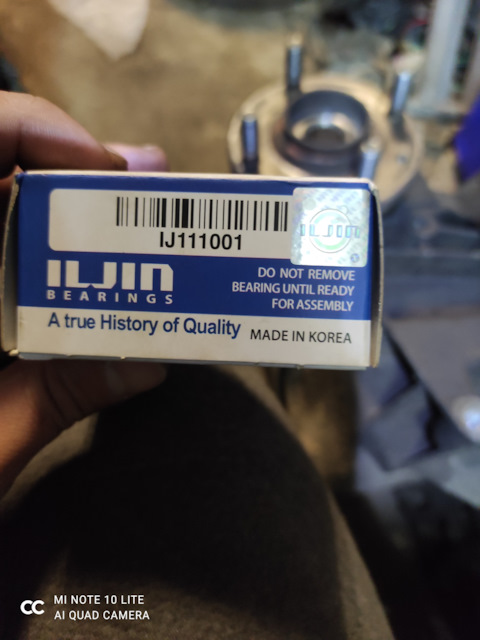 IJ111001
ILJIN
ILJIN
BEARINGS
DO NOT REMOVE
BEARING UNTIL READY
FOR ASSEMBLY
A true History of Quality
MADE IN KOREA
MI NOTE 10 LITE
AI QUAD CAMERA